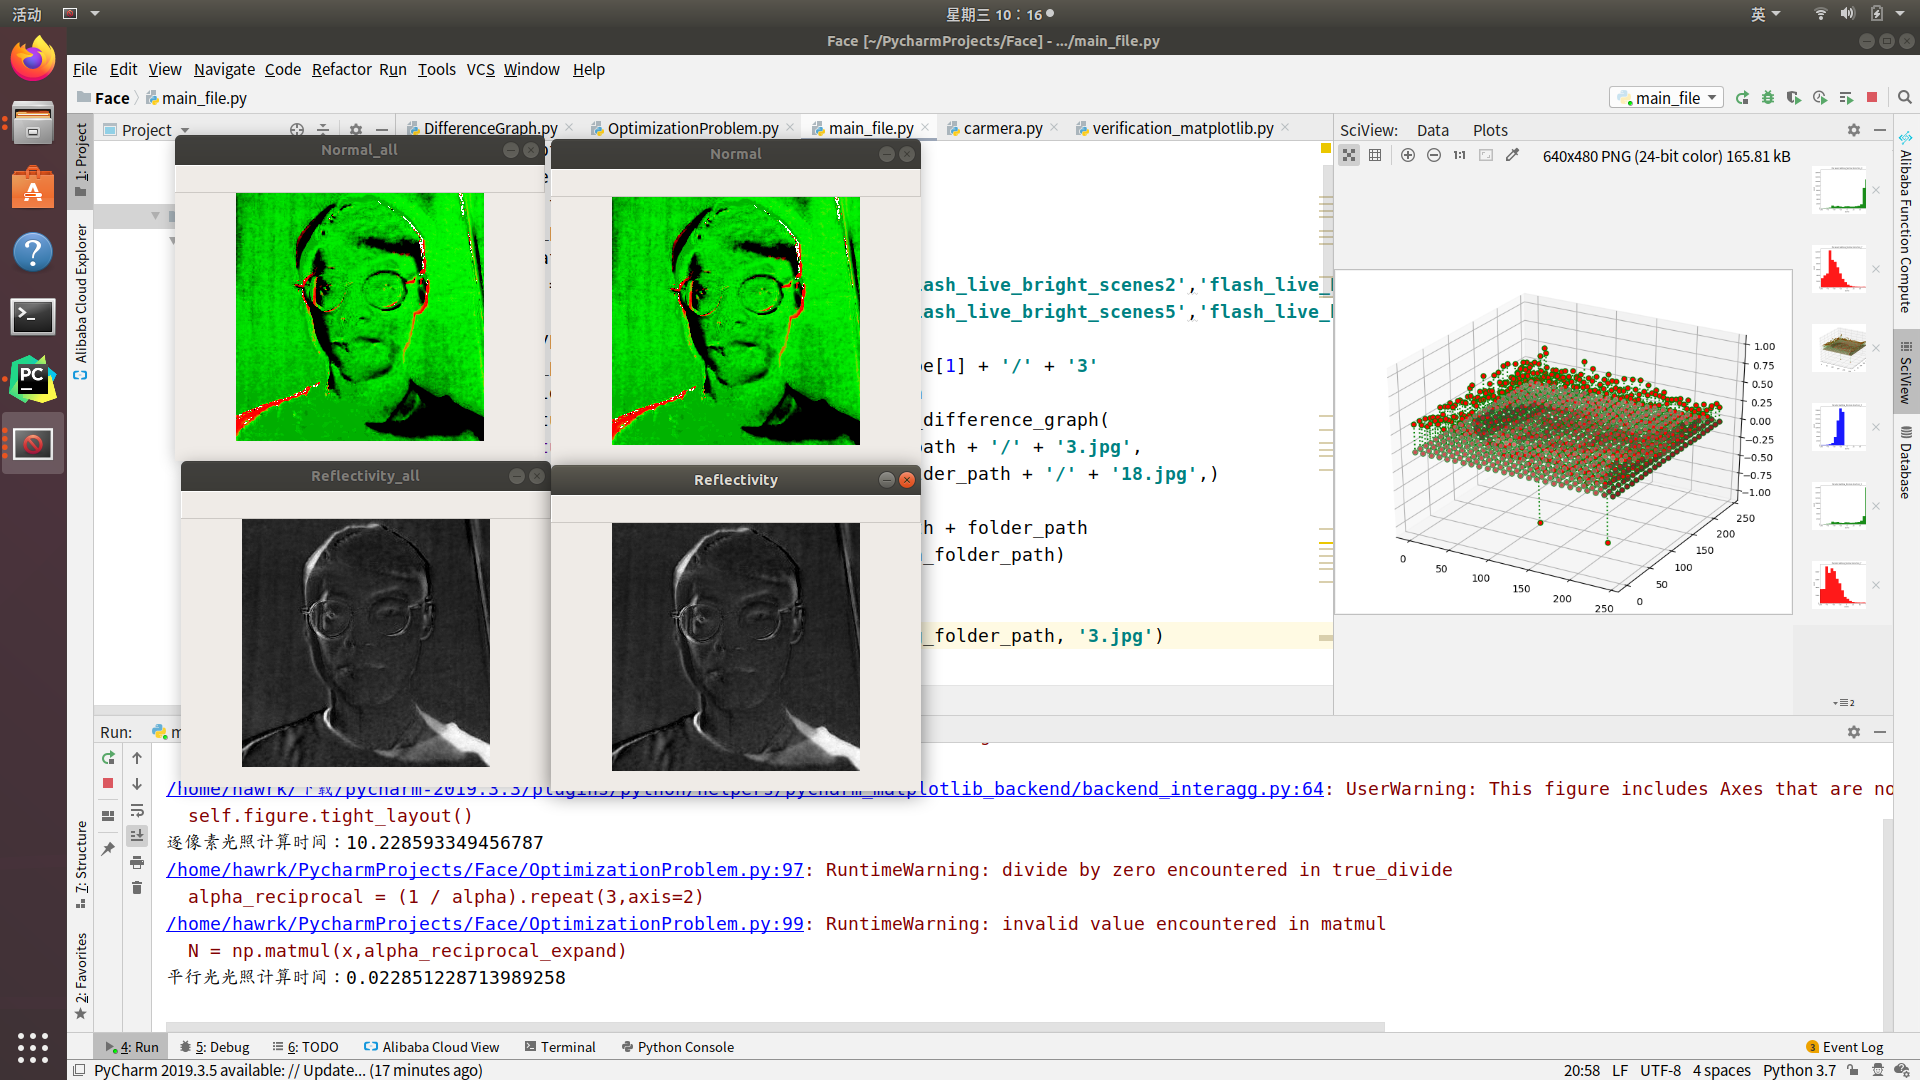 活动
星期三 10：16
英
Face [~/PycharmProjects/Face] - .../main_file.py
File Edit View Navigate Code Refactor Run Tools VCS Window Help
Face main_file.py
main_file
Project
DifferenceGraph.py OptimizationProblem.py main_file.py carmera.py verification_matplotlib.py
SciView: Data Plots
1:1 640x480 PNG (24-bit color) 165.81 kB
1: Project
Alibaba Cloud Explorer
7: Structure
2: Favorites
Alibaba Function Compute
SciView
Database
Normal_all
Normal
Reflectivity_all
Reflectivity
lash_live_bright_scenes2','flash_live_
lash_live_bright_scenes5','flash_live_
pe[1] + '/' + '3'
_difference_graph(
path + '/' + '3.jpg',
der_path + '/' + '18.jpg',)
h + folder_path
_folder_path)
_folder_path, '3.jpg')
1.00
0.75
0.50
0.25
0.00
−0.25
−0.50
−0.75
−1.00
0 50 100 150 200 250
0 50 100 150 200 250
2
Run: m
/home/hawrk/下载/pycharm-2019.3.3/plugins/python/helpers/pycharm_matplotlib_backend/backend_interagg.py:64: UserWarning: This figure includes Axes that are no
self.figure.tight_layout()
逐像素光照计算时间：10.228593349456787
/home/hawrk/PycharmProjects/Face/OptimizationProblem.py:97: RuntimeWarning: divide by zero encountered in true_divide
alpha_reciprocal = (1 / alpha).repeat(3,axis=2)
/home/hawrk/PycharmProjects/Face/OptimizationProblem.py:99: RuntimeWarning: invalid value encountered in matmul
N = np.matmul(x,alpha_reciprocal_expand)
平行光光照计算时间：0.022851228713989258
4: Run 5: Debug 6: TODO Alibaba Cloud View Terminal Python Console
3 Event Log
PyCharm 2019.3.5 available: // Update... (17 minutes ago)
20:58 LF UTF-8 4 spaces Python 3.7